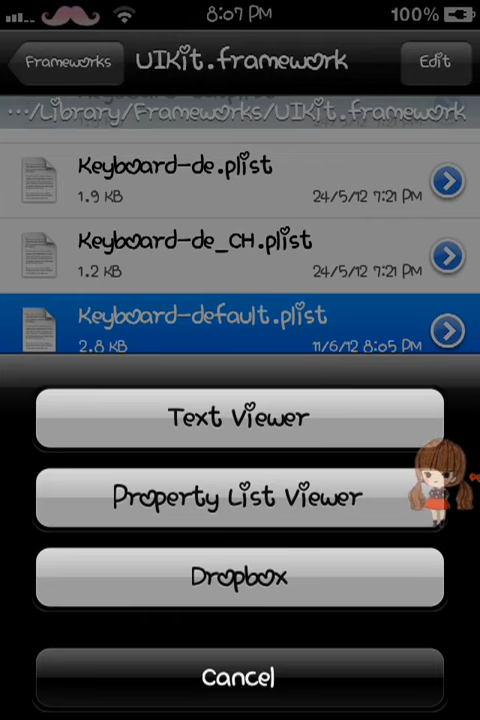 8:07 PM 100%
Frameworks UIKit.framework Edit
.../Library/Frameworks/UIKit.framework
Keyboard-de.plist
1.9 KB 24/5/12 7:21 PM
Keyboard-de_CH.plist
1.2 KB 24/5/12 7:21 PM
Keyboard-default.plist
2.8 KB 11/6/12 8:05 PM
Text Viewer
Property List Viewer
Dropbox
Cancel